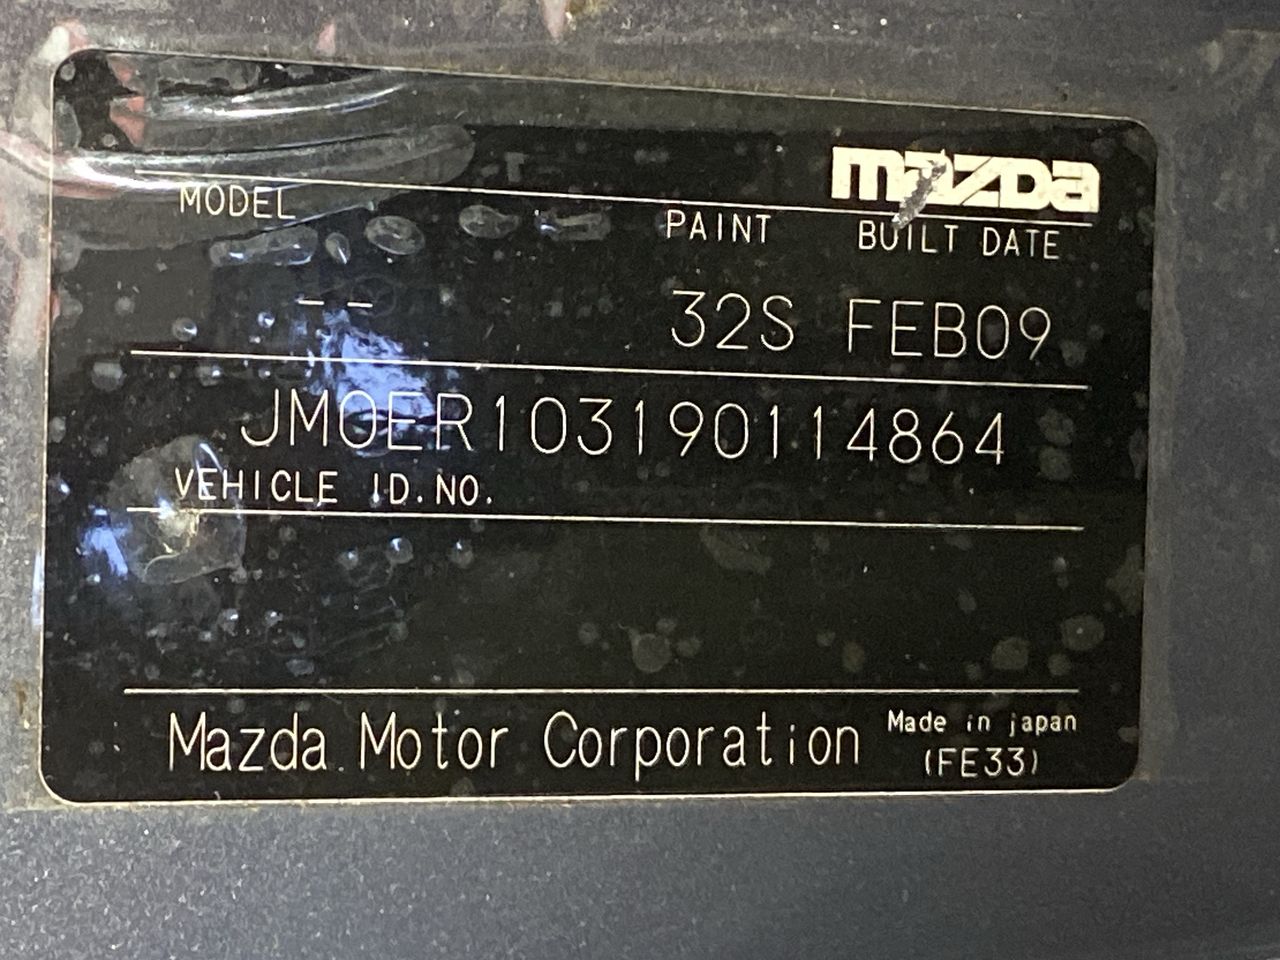 mazda
MODEL PAINT BUILT DATE
-- 32S FEB09
JM0ER103190114864
VEHICLE ID.NO.
Mazda Motor Corporation Made in japan
(FE33)